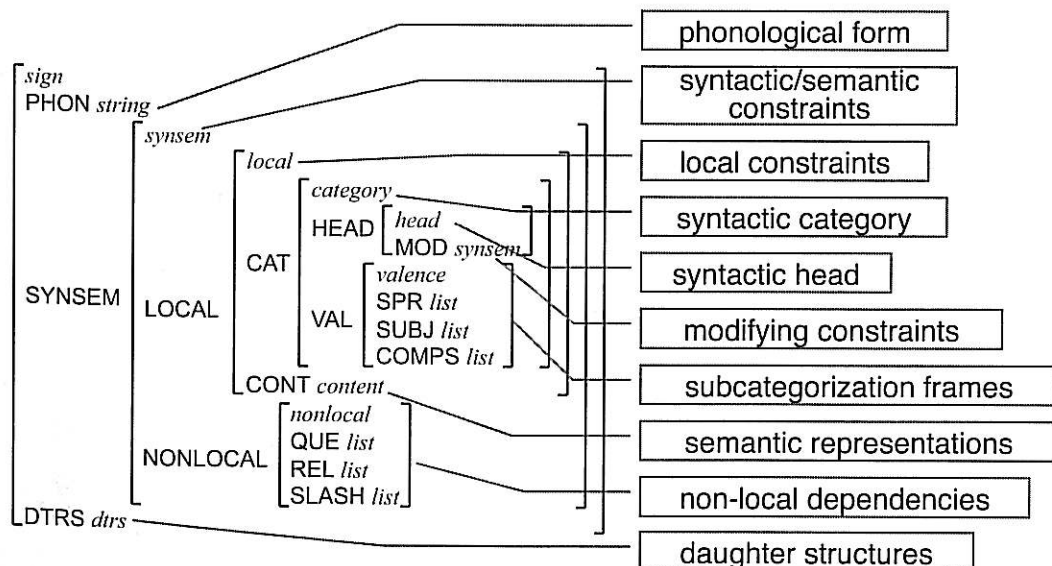 phonological form
sign
PHON string
syntactic/semantic
constraints
synsem
local
local constraints
category
syntactic category
HEAD
head
MOD synsem
CAT
syntactic head
valence
SYNSEM
LOCAL
VAL
SPR list
SUBJ list
COMPS list
modifying constraints
CONT content
subcategorization frames
nonlocal
QUE list
semantic representations
NONLOCAL
REL list
SLASH list
non-local dependencies
DTRS dtrs
daughter structures